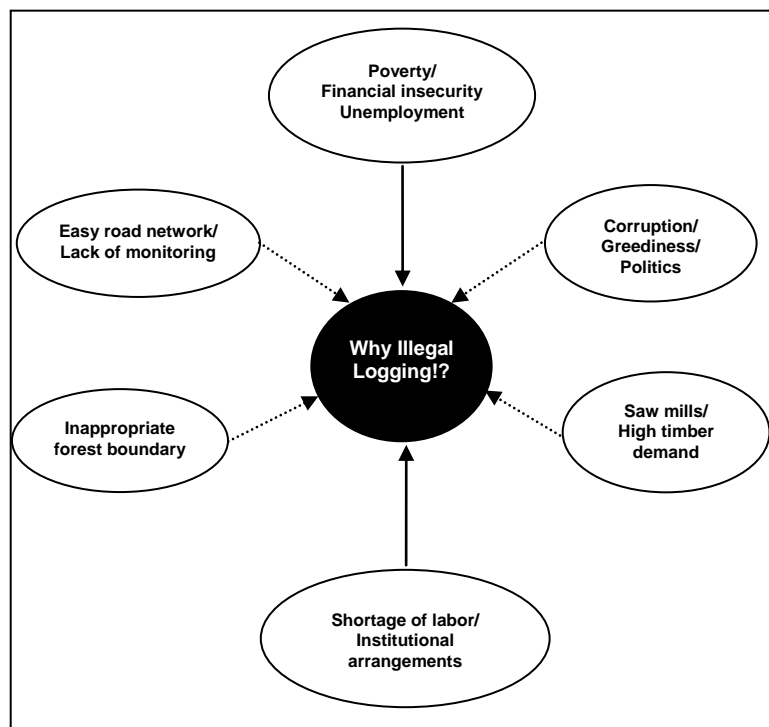 Poverty/
Financial insecurity
Unemployment
Easy road network/
Lack of monitoring
Corruption/
Greediness/
Politics
Why Illegal
Logging!?
Inappropriate
forest boundary
Saw mills/
High timber
demand
Shortage of labor/
Institutional
arrangements